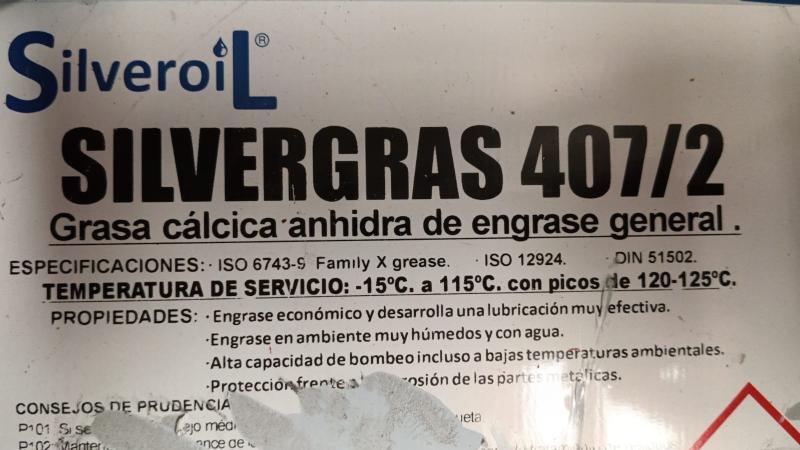 Silveroil®
SILVERGRAS 407/2
Grasa cálcica anhidra de engrase general .
ESPECIFICACIONES: · ISO 6743-9 Family X grease. · ISO 12924. · DIN 51502.
TEMPERATURA DE SERVICIO: -15ºC. a 115ºC. con picos de 120-125ºC.
PROPIEDADES: · Engrase económico y desarrolla una lubricación muy efectiva.
· Engrase en ambiente muy húmedos y con agua.
· Alta capacidad de bombeo incluso a bajas temperaturas ambientales.
· Protección frente de las partes metálicas.
CONSEJOS DE PRUDENCIA
P101 Si
P102